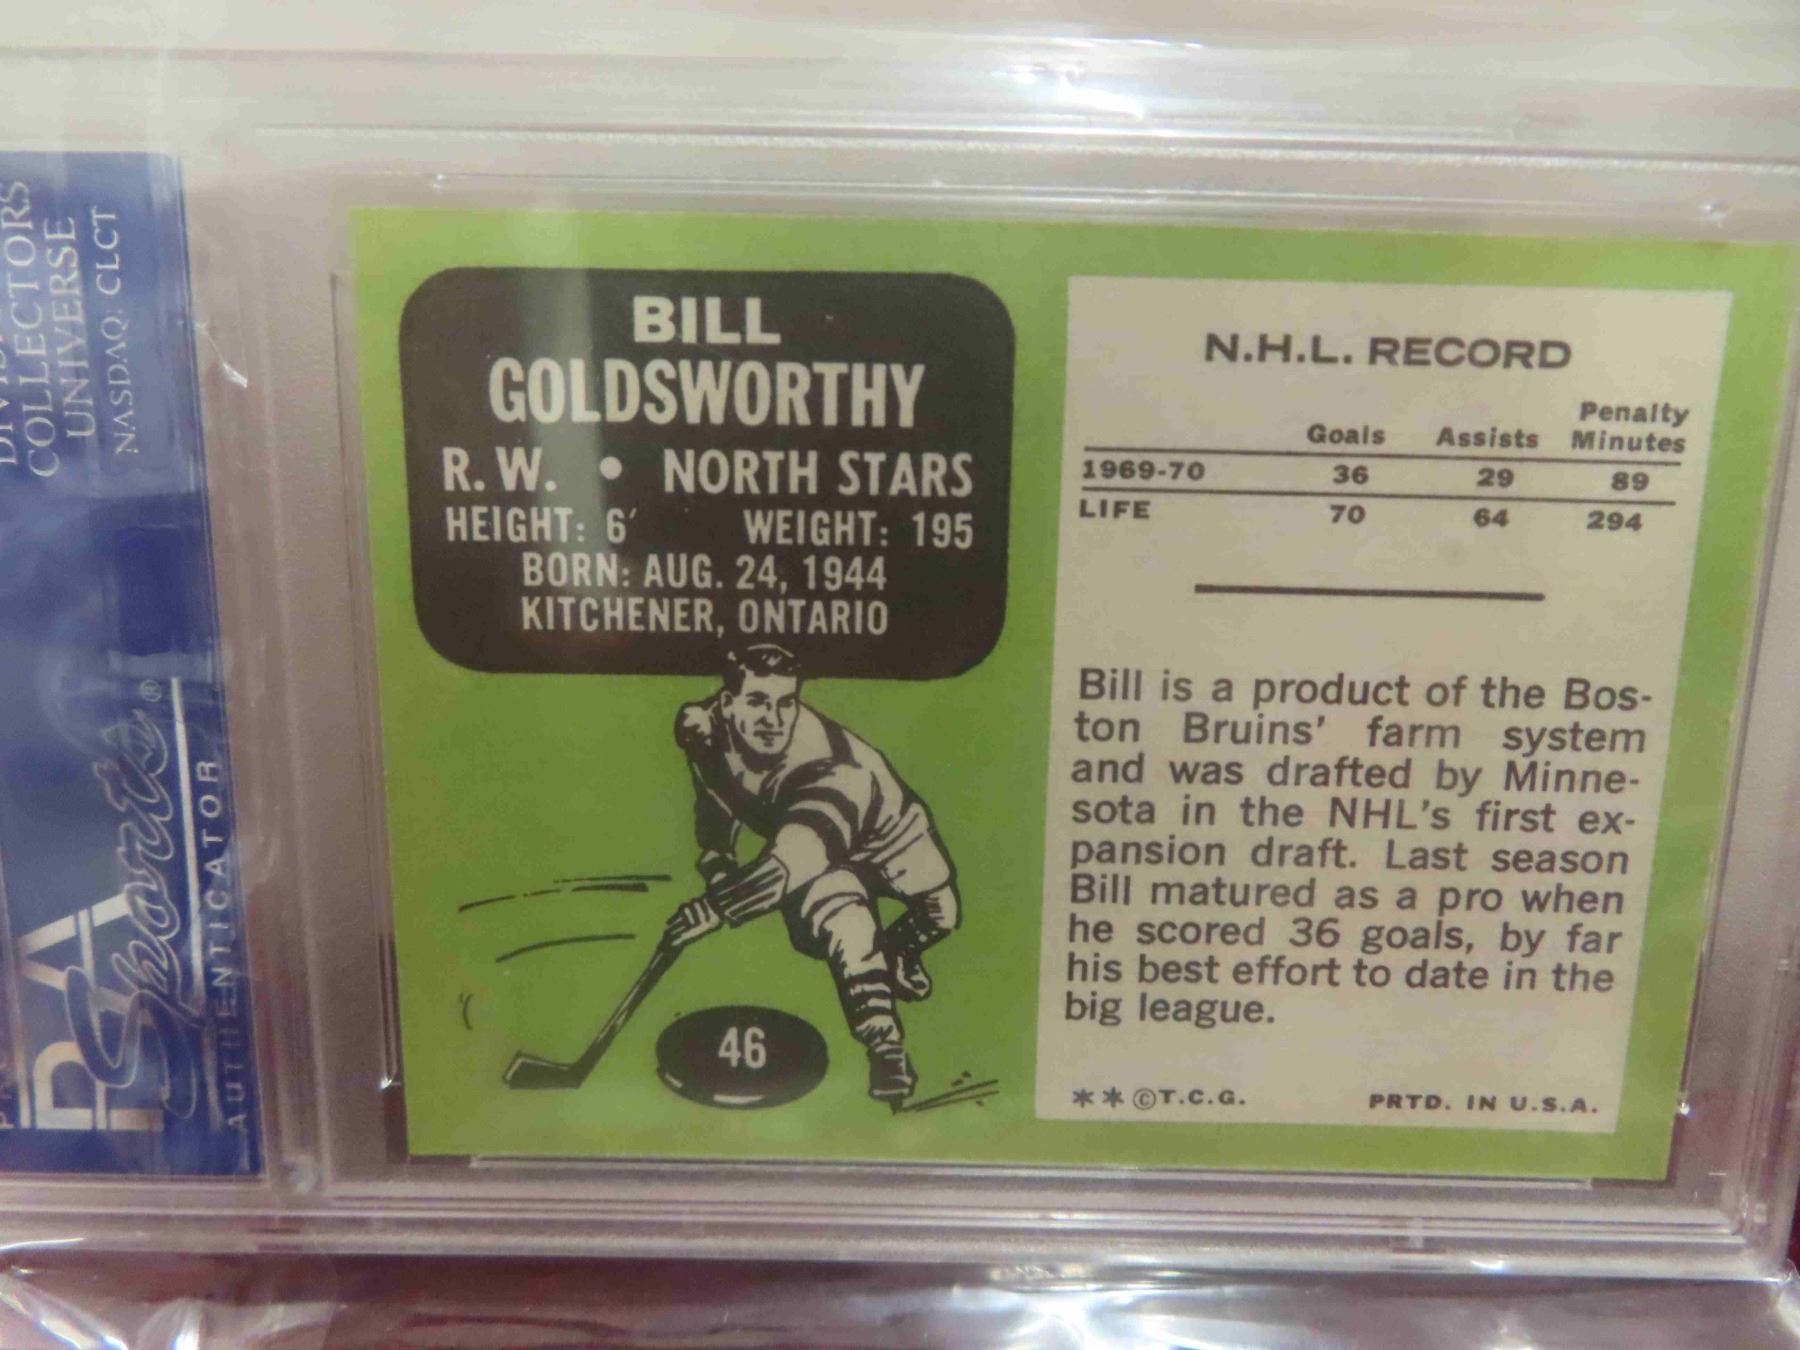 COLLECTORS
UNIVERSE
NASDAQ: CLCT
Sports®
AUTHENTICATOR
BILL
GOLDSWORTHY
R.W. • NORTH STARS
HEIGHT: 6′ WEIGHT: 195
BORN: AUG. 24, 1944
KITCHENER, ONTARIO
46
N.H.L. RECORD
Goals Assists Penalty Minutes
1969-70 36 29 89
LIFE 70 64 294
Bill is a product of the Bos-
ton Bruins’ farm system
and was drafted by Minne-
sota in the NHL’s first ex-
pansion draft. Last season
Bill matured as a pro when
he scored 36 goals, by far
his best effort to date in the
big league.
** ©T.C.G. PRTD. IN U.S.A.